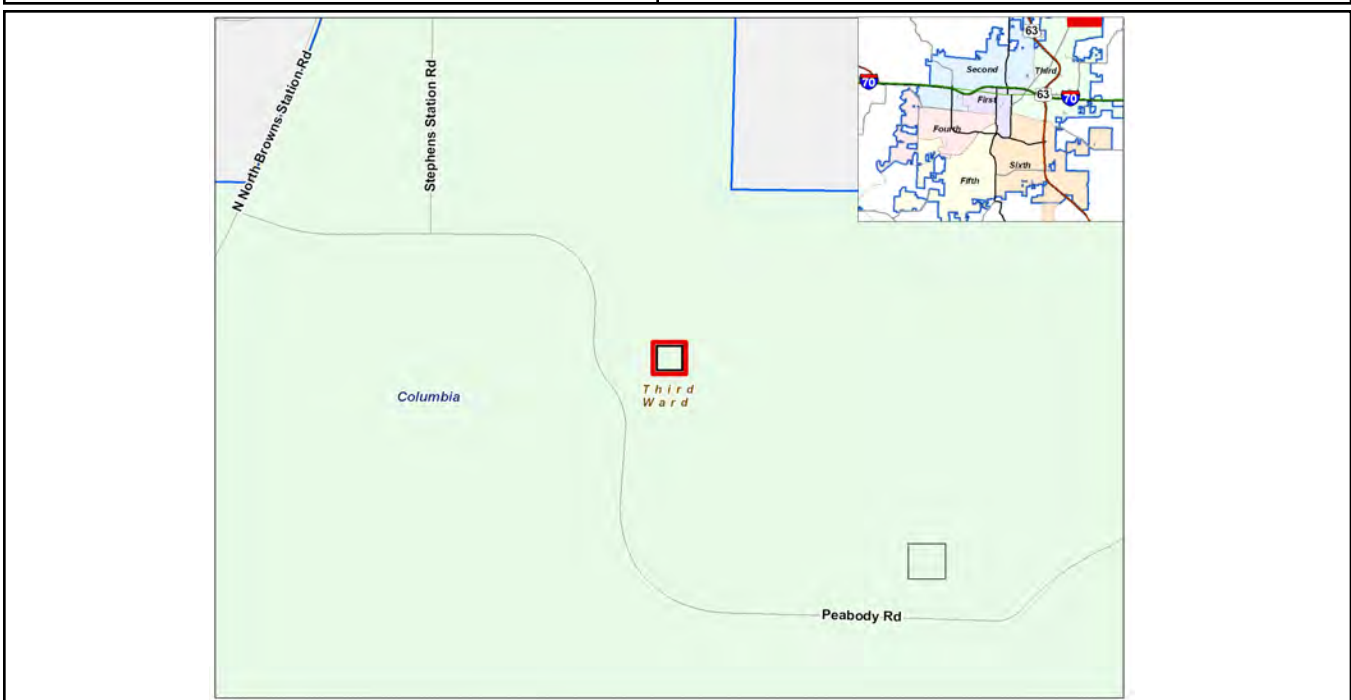 N North-Browns-Station-Rd
Stephens Station Rd
63
Second
Third
70
63
70
First
Fourth
Sixth
Fifth
Third
Ward
Columbia
Peabody Rd